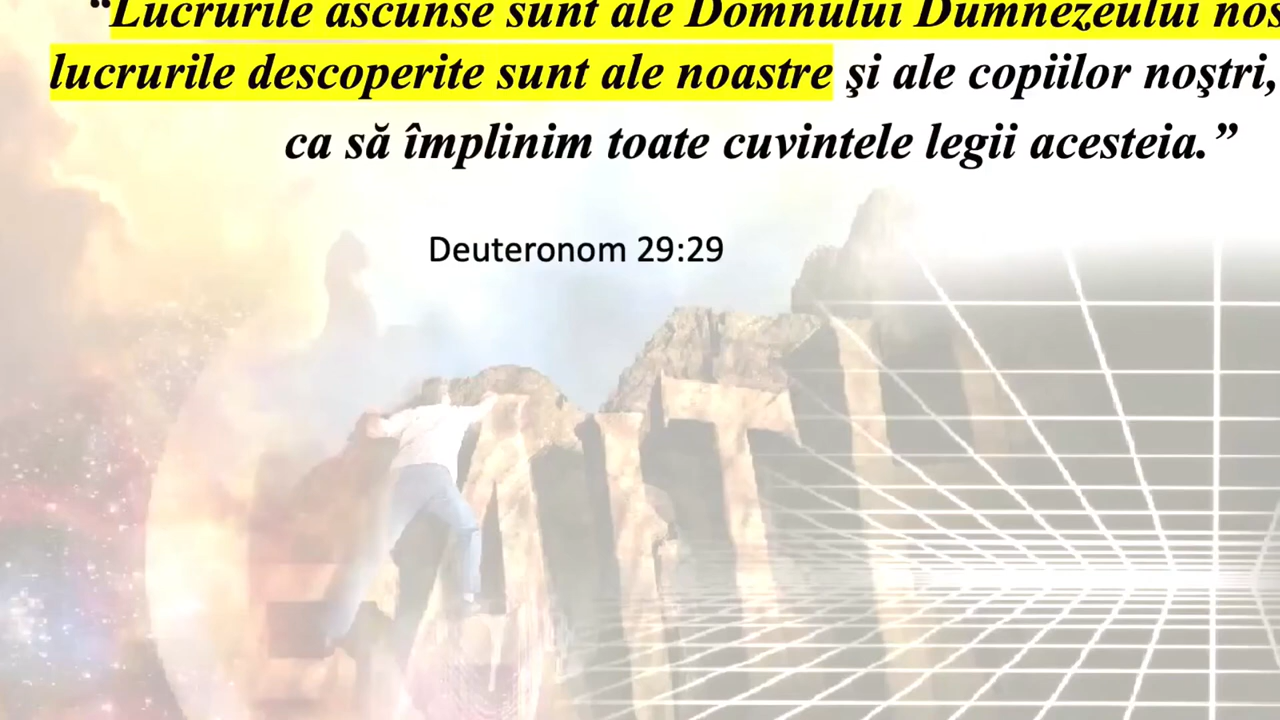 “Lucrurile ascunse sunt ale Domnului Dumnezeului
lucrurile descoperite sunt ale noastre şi ale copiilor noştri,
ca să împlinim toate cuvintele legii acesteia.”
Deuteronom 29:29